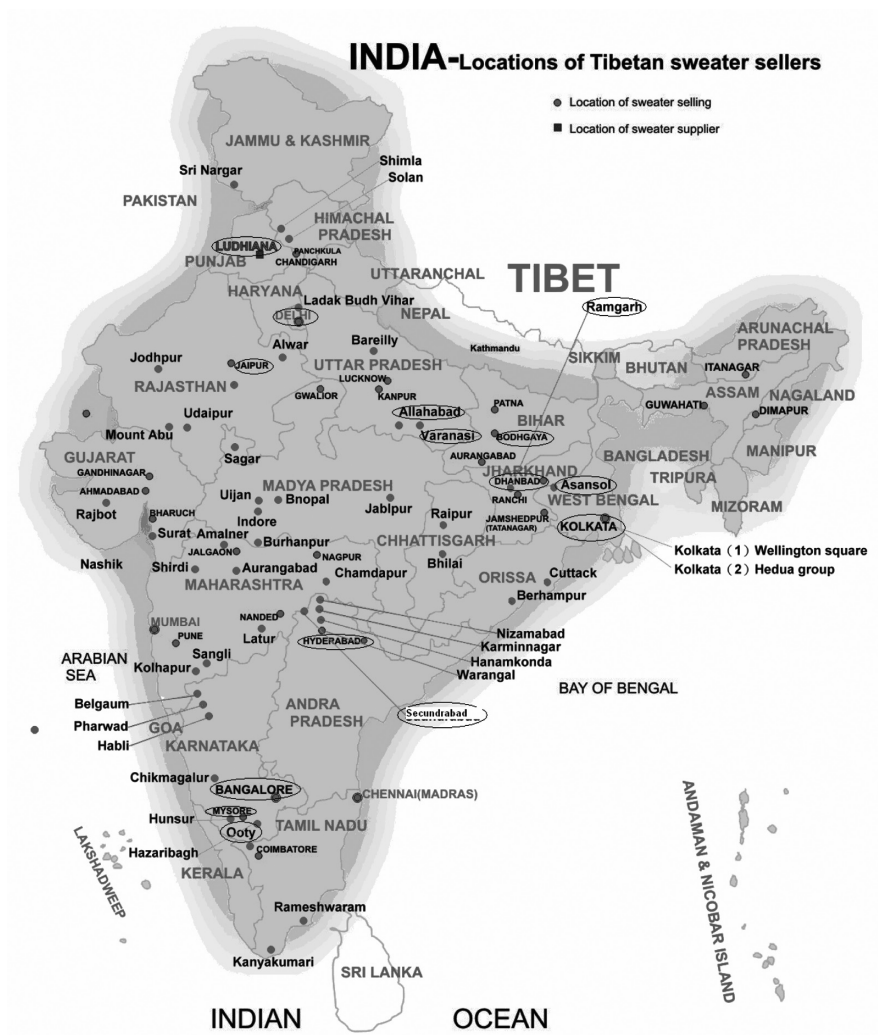 INDIA-Locations of Tibetan sweater sellers
Location of sweater selling
Location of sweater supplier
JAMMU & KASHMIR
Shimla
Sri Nargar
Solan
PAKISTAN
HIMACHAL
PRADESH
LUDHIANA
PANCHKULA
PUNJAB
CHANDIGARH
UTTARANCHAL
TIBET
HARYANA
Ladak Budh Vihar
Ramgarh
DELHI
NEPAL
ARUNACHAL
PRADESH
Alwar
Bareilly
Kathmandu
SIKKIM
BHUTAN
Jodhpur
JAIPUR
UTTAR PRADESH
ITANAGAR
RAJASTHAN
LUCKNOW
ASSAM
NAGALAND
GWALIOR
KANPUR
PATNA
GUWAHATI
DIMAPUR
Udaipur
Allahabad
BIHAR
Mount Abu
Varanasi
BODHGAYA
MANIPUR
GUJARAT
Sagar
AURANGABAD
BANGLADESH
GANDHINAGAR
JHARKHAND
TRIPURA
AHMADABAD
MADYA PRADESH
DHANBAD
Asansol
Uijan
Bnopal
Jablpur
RANCHI
WEST BENGAL
MIZORAM
Rajbot
BHARUCH
Indore
Raipur
JAMSHEDPUR
(TATANAGAR)
KOLKATA
Surat
Amalner
Burhanpur
CHHATTISGARH
Kolkata（1）Wellington square
JALGAON
NAGPUR
Nashik
Shirdi
Aurangabad
Chamdapur
Bhilai
ORISSA
Cuttack
Kolkata（2）Hedua group
MAHARASHTRA
Berhampur
MUMBAI
NANDED
PUNE
Latur
HYDERABAD
Nizamabad
Karminnagar
Hanamkonda
Warangal
ARABIAN
SEA
Sangli
Kolhapur
BAY OF BENGAL
Belgaum
ANDRA
PRADESH
Secundrabad
Pharwad
GOA
Habli
KARNATAKA
Chikmagalur
BANGALORE
CHENNAI(MADRAS)
MYSORE
Hunsur
Ooty
TAMIL NADU
Hazaribagh
COIMBATORE
LAKSHADWEEP
KERALA
ANDAMAN & NICOBAR ISLAND
Rameshwaram
Kanyakumari
SRI LANKA
INDIAN OCEAN